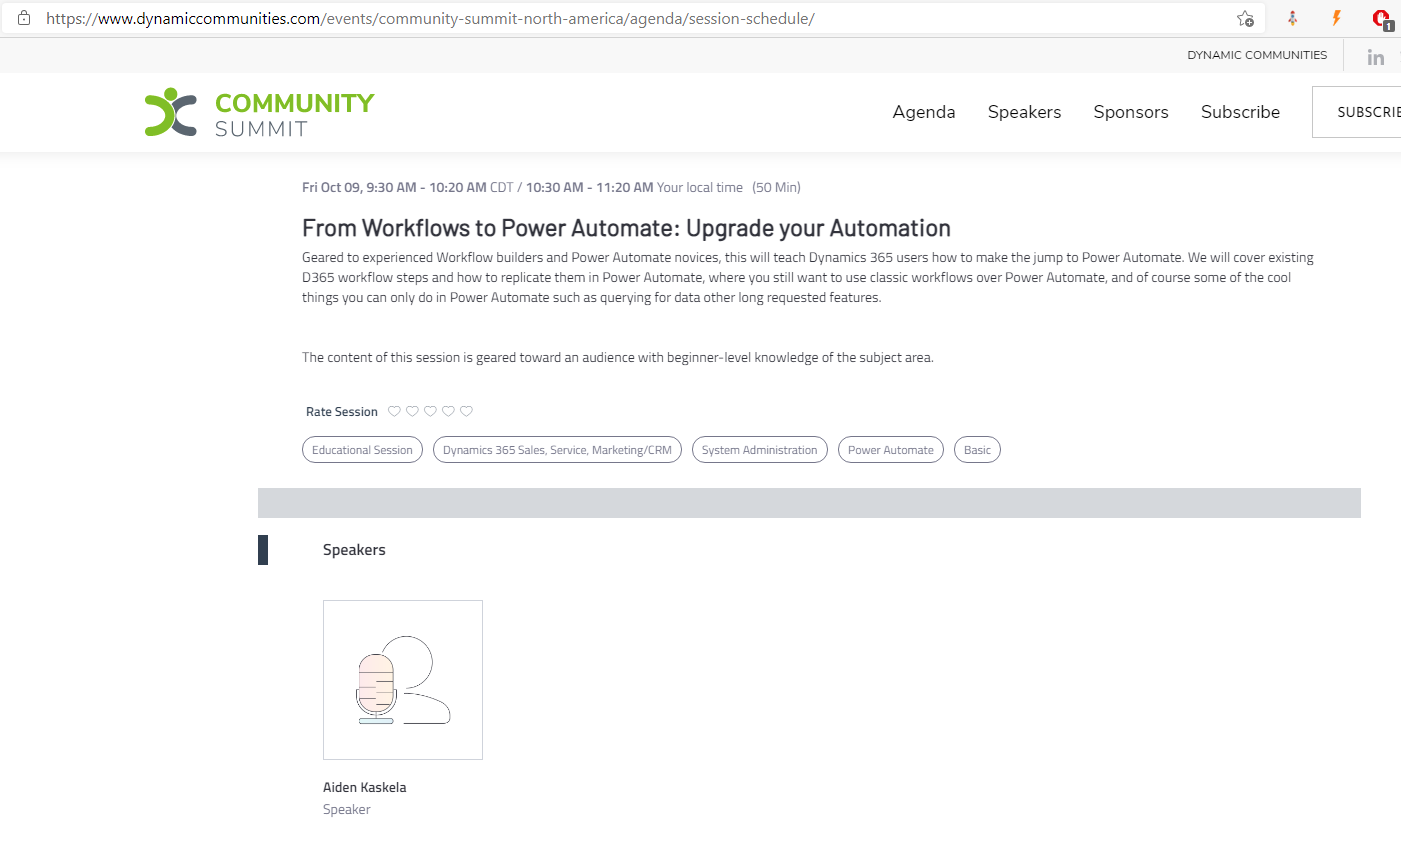 https://www.dynamiccommunities.com/events/community-summit-north-america/agenda/session-schedule/
1
DYNAMIC COMMUNITIES
in
COMMUNITY
SUMMIT
Agenda Speakers Sponsors Subscribe SUBSCRIBE
Fri Oct 09, 9:30 AM - 10:20 AM CDT / 10:30 AM - 11:20 AM Your local time (50 Min)
From Workflows to Power Automate: Upgrade your Automation
Geared to experienced Workflow builders and Power Automate novices, this will teach Dynamics 365 users how to make the jump to Power Automate. We will cover existing
D365 workflow steps and how to replicate them in Power Automate, where you still want to use classic workflows over Power Automate, and of course some of the cool
things you can only do in Power Automate such as querying for data other long requested features.
The content of this session is geared toward an audience with beginner-level knowledge of the subject area.
Rate Session
Educational Session Dynamics 365 Sales, Service, Marketing/CRM System Administration Power Automate Basic
Speakers
Aiden Kaskela
Speaker